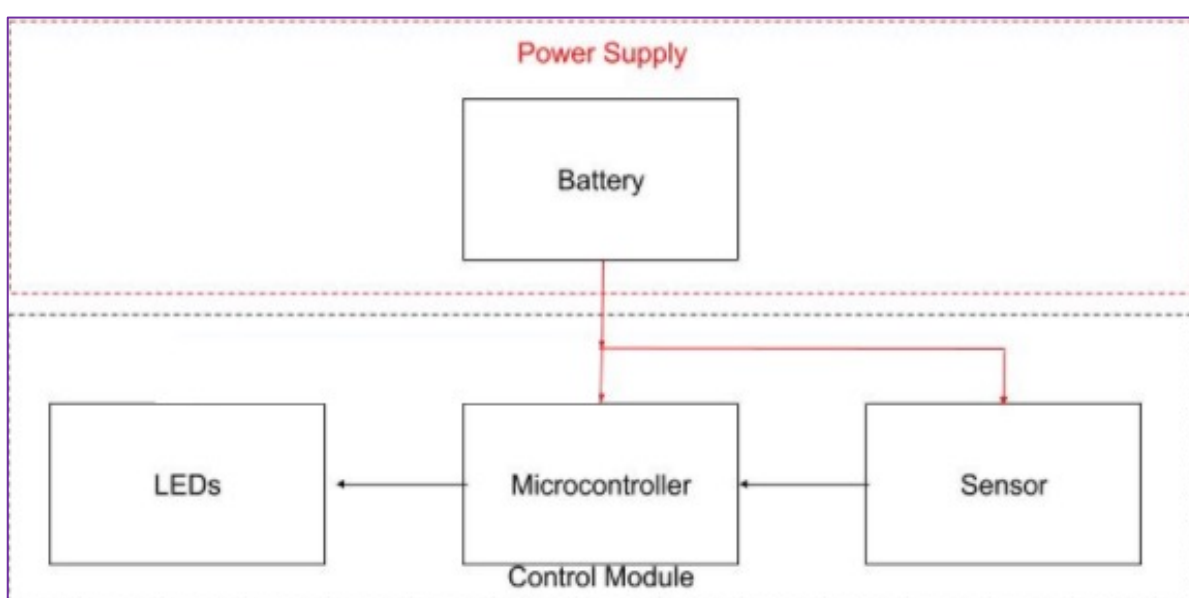 Power Supply
Battery
LEDs
Microcontroller
Sensor
Control Module